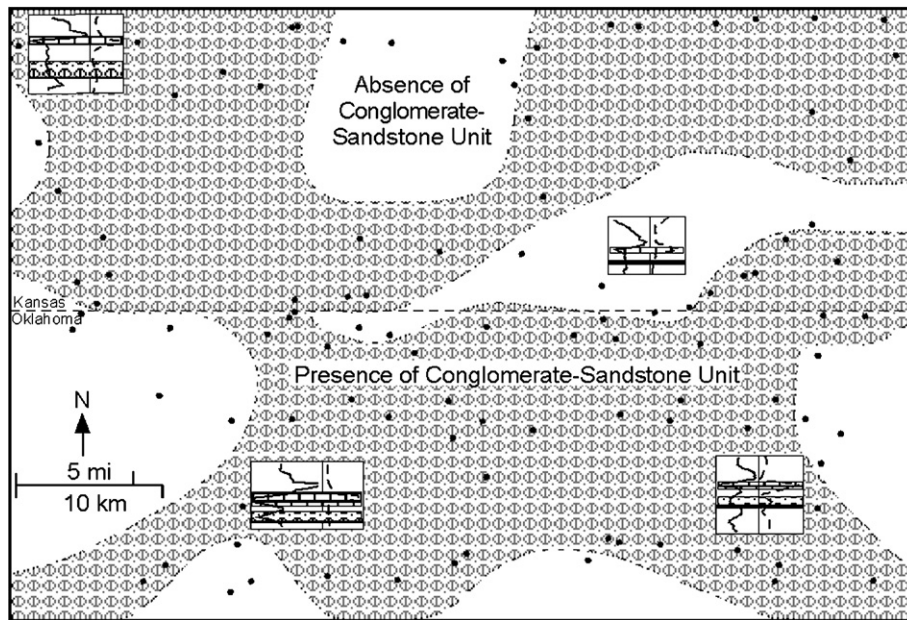 Absence of
Conglomerate-
Sandstone Unit
Kansas
Oklahoma
Presence of Conglomerate-Sandstone Unit
N
5 mi
10 km